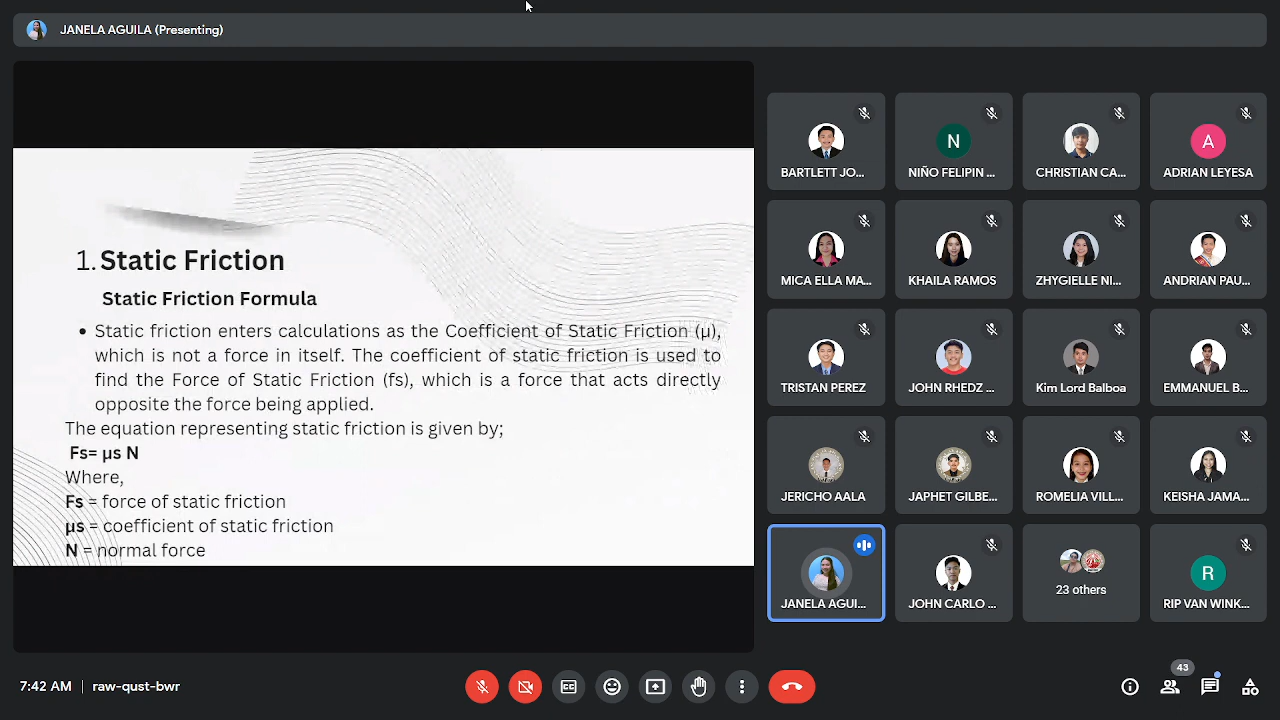 JANELA AGUILA (Presenting)
1. Static Friction
Static Friction Formula
• Static friction enters calculations as the Coefficient of Static Friction (μ),
which is not a force in itself. The coefficient of static friction is used to
find the Force of Static Friction (fs), which is a force that acts directly
opposite the force being applied.
The equation representing static friction is given by;
Fs= μs N
Where,
Fs = force of static friction
μs = coefficient of static friction
N = normal force
BARTLETT JO...
N
NIÑO FELIPIN ...
CHRISTIAN CA...
A
ADRIAN LEYESA
MICA ELLA MA...
KHAILA RAMOS
ZHYGIELLE NI...
ANDRIAN PAU...
TRISTAN PEREZ
JOHN RHEDZ ...
Kim Lord Balboa
EMMANUEL B...
JERICHO AALA
JAPHET GILBE...
ROMELIA VILL...
KEISHA JAMA...
JANELA AGUI...
JOHN CARLO ...
23 others
R
RIP VAN WINK...
7:42 AM | raw-qust-bwr
43